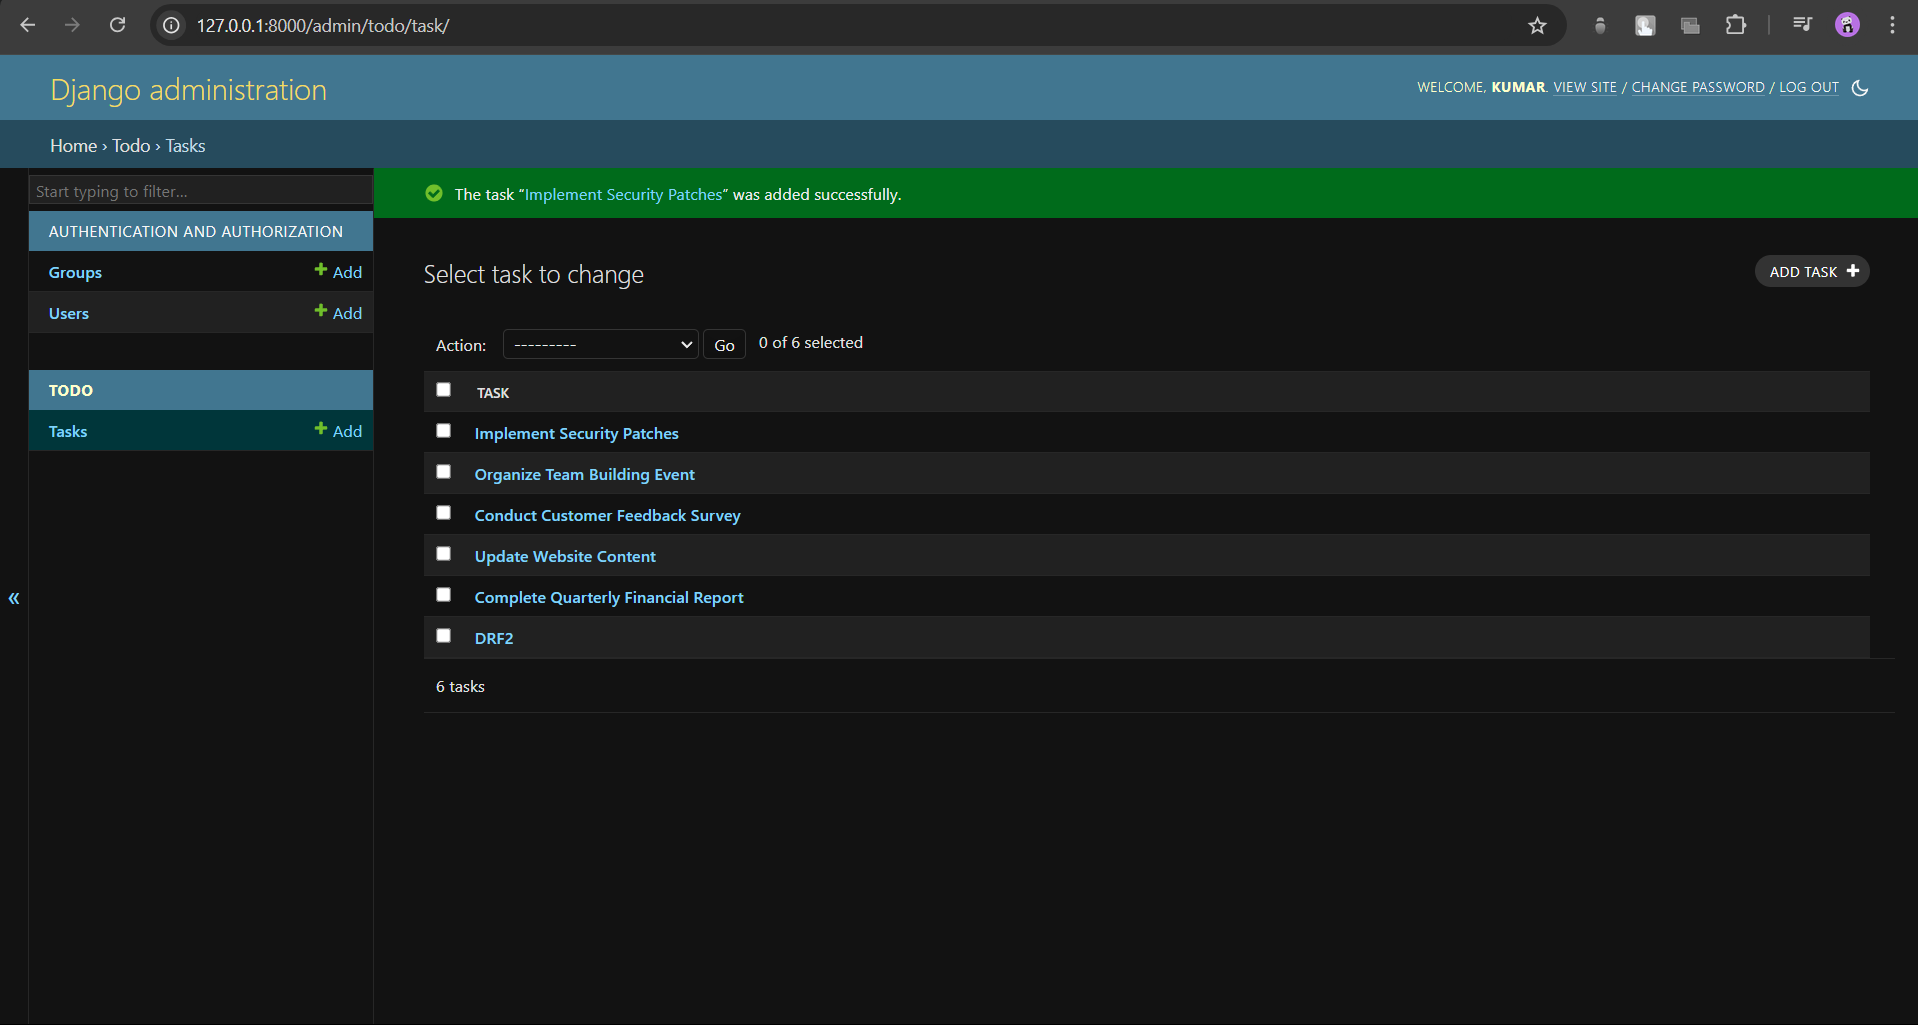 127.0.0.1:8000/admin/todo/task/
Django administration
WELCOME, KUMAR. VIEW SITE / CHANGE PASSWORD / LOG OUT
Home › Todo › Tasks
Start typing to filter...
AUTHENTICATION AND AUTHORIZATION
Groups + Add
Users + Add
TODO
Tasks + Add
«
The task “Implement Security Patches” was added successfully.
Select task to change
ADD TASK +
Action: --------- Go 0 of 6 selected
TASK
Implement Security Patches
Organize Team Building Event
Conduct Customer Feedback Survey
Update Website Content
Complete Quarterly Financial Report
DRF2
6 tasks